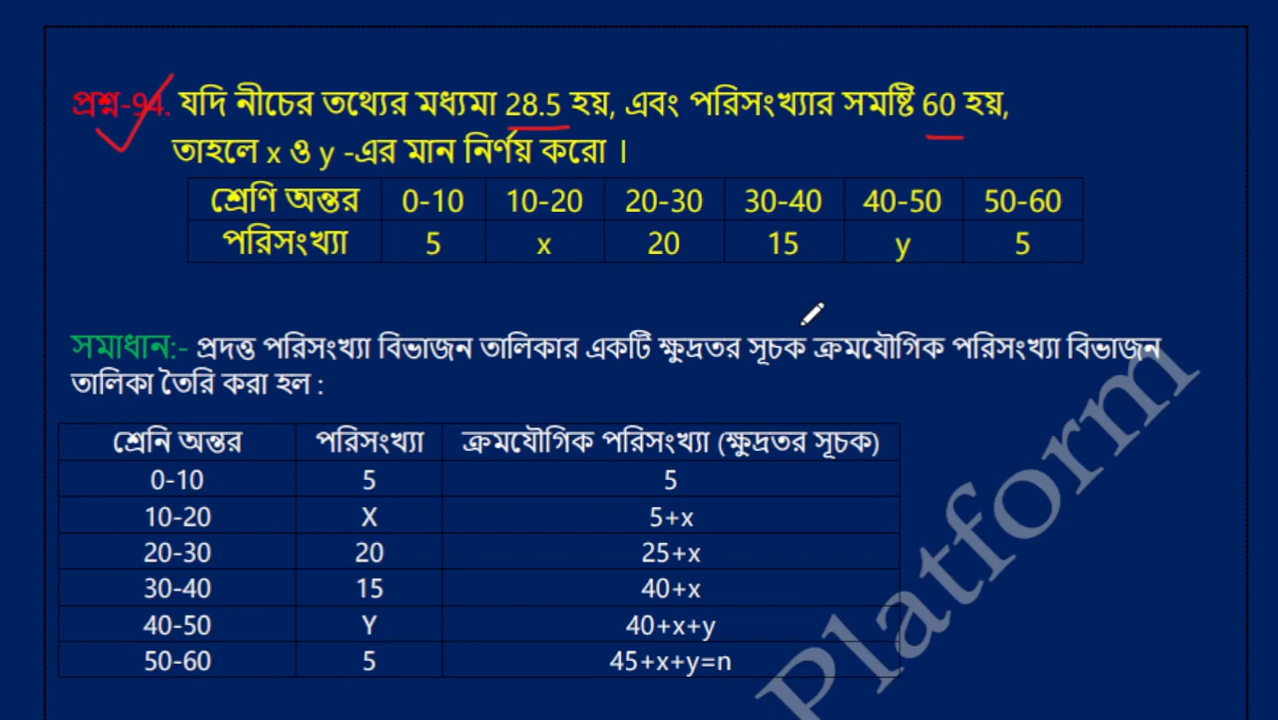 প্রশ্ন-94. যদি নীচের তথ্যের মধ্যমা 28.5 হয়, এবং পরিসংখ্যার সমষ্টি 60 হয়,
তাহলে x ও y -এর মান নির্ণয় করো ।
শ্রেণি অন্তর 0-10 10-20 20-30 30-40 40-50 50-60
পরিসংখ্যা 5 x 20 15 y 5
সমাধান:- প্রদত্ত পরিসংখ্যা বিভাজন তালিকার একটি ক্ষুদ্রতর সূচক ক্রমযৌগিক পরিসংখ্যা বিভাজন
তালিকা তৈরি করা হল :
শ্রেনি অন্তর পরিসংখ্যা ক্রমযৌগিক পরিসংখ্যা (ক্ষুদ্রতর সূচক)
0-10 5 5
10-20 X 5+x
20-30 20 25+x
30-40 15 40+x
40-50 Y 40+x+y
50-60 5 45+x+y=n
Platform